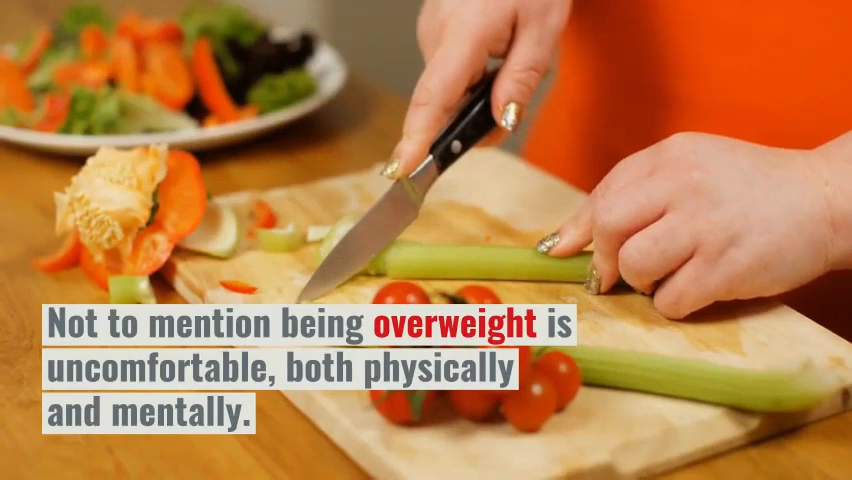 Not to mention being overweight is
uncomfortable, both physically
and mentally.